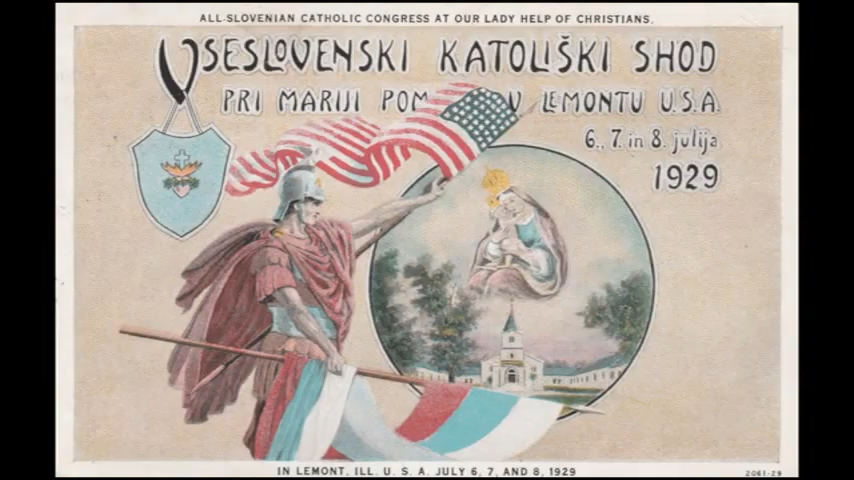 ALL-SLOVENIAN CATHOLIC CONGRESS AT OUR LADY HELP OF CHRISTIANS.
VSESLOVENSKI KATOLIŠKI SHOD
PRI MARIJI POM V LEMONTU U.S.A.
6., 7. in 8. julija
1929
IN LEMONT, ILL. U. S. A. JULY 6, 7, AND 8, 1929
2061-29